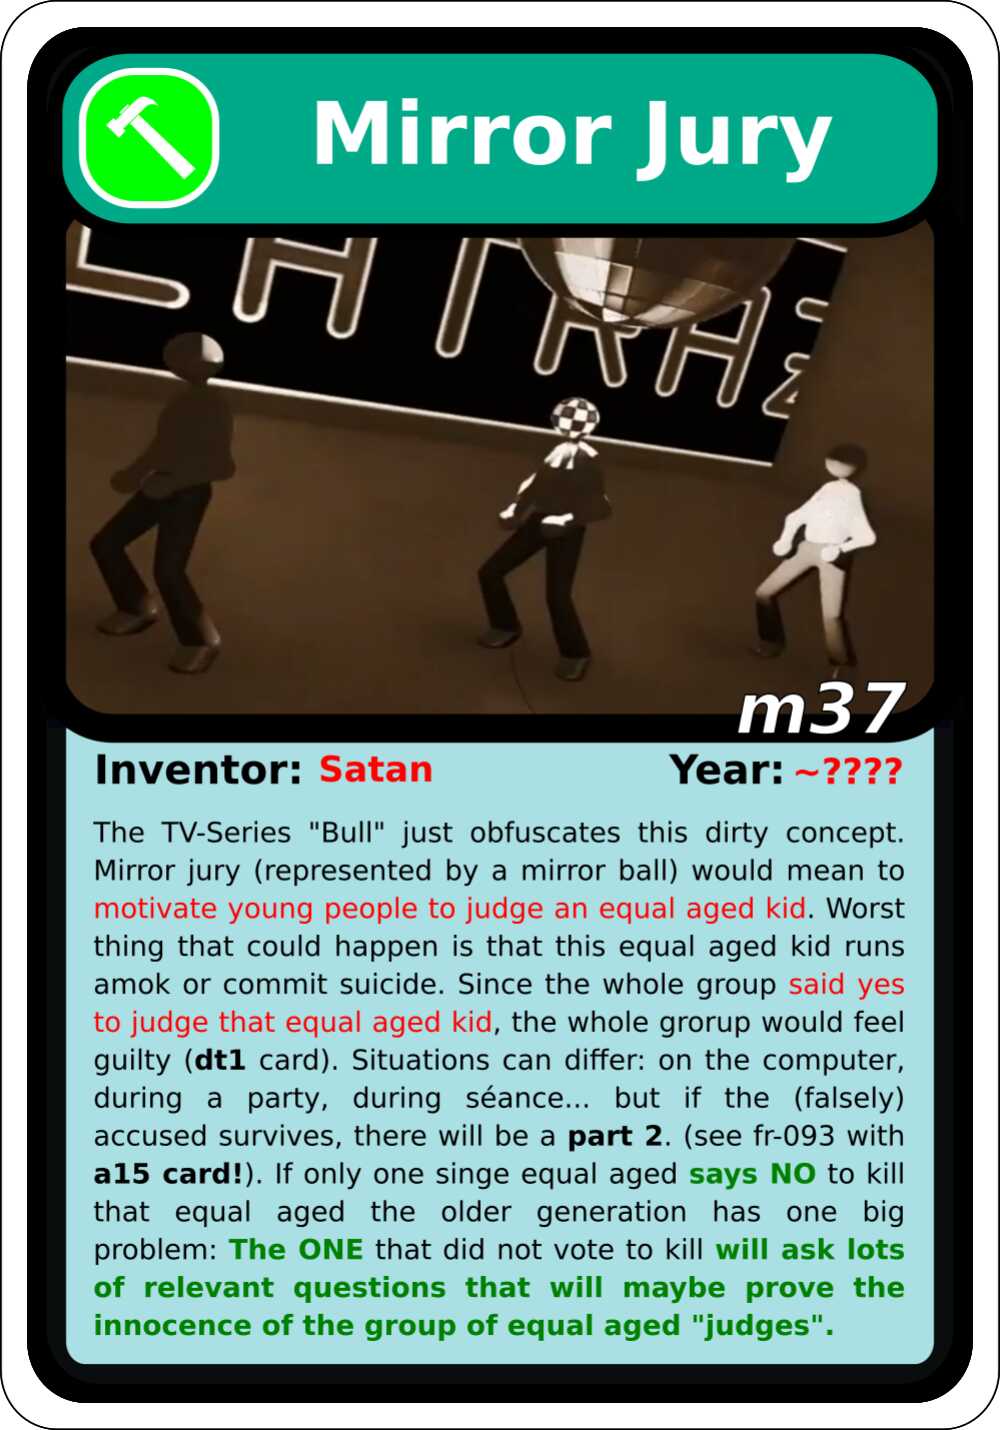 Mirror Jury
m37
Inventor: Satan Year: ~????
The TV-Series "Bull" just obfuscates this dirty concept.
Mirror jury (represented by a mirror ball) would mean to
motivate young people to judge an equal aged kid. Worst
thing that could happen is that this equal aged kid runs
amok or commit suicide. Since the whole group said yes
to judge that equal aged kid, the whole grorup would feel
guilty (dt1 card). Situations can differ: on the computer,
during a party, during séance... but if the (falsely)
accused survives, there will be a part 2. (see fr-093 with
a15 card!). If only one singe equal aged says NO to kill
that equal aged the older generation has one big
problem: The ONE that did not vote to kill will ask lots
of relevant questions that will maybe prove the
innocence of the group of equal aged "judges".